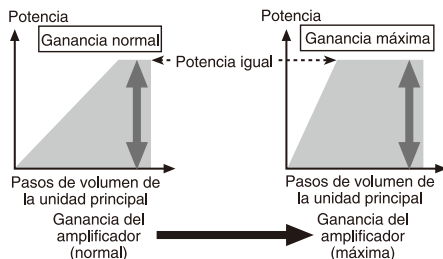 Potencia
Ganancia normal
Potencia igual
Pasos de volumen de
la unidad principal
Ganancia del
amplificador
(normal)
Potencia
Ganancia máxima
Pasos de volumen de
la unidad principal
Ganancia del
amplificador
(máxima)